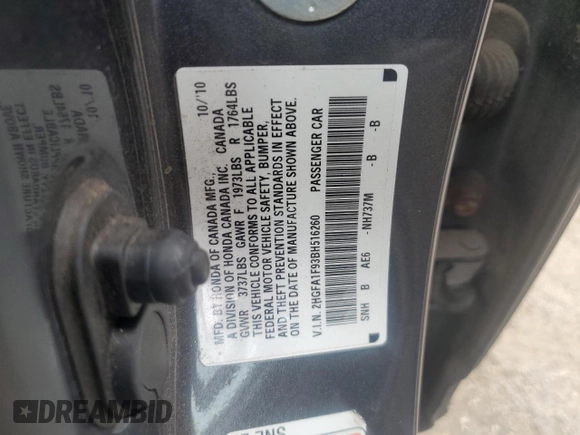 MFD. BY HONDA OF CANADA MFG. 10/10
A DIVISION OF HONDA CANADA INC. CANADA
GVWR 3737LBS GAWR F 1973LBS R 1764LBS
THIS VEHICLE CONFORMS TO ALL APPLICABLE
FEDERAL MOTOR VEHICLE SAFETY, BUMPER,
AND THEFT PREVENTION STANDARDS IN EFFECT
ON THE DATE OF MANUFACTURE SHOWN ABOVE.
V.I.N. 2HGFA1F93BH516260 PASSENGER CAR
SNH B AE6 -NH737M -B -B
DREAMBID